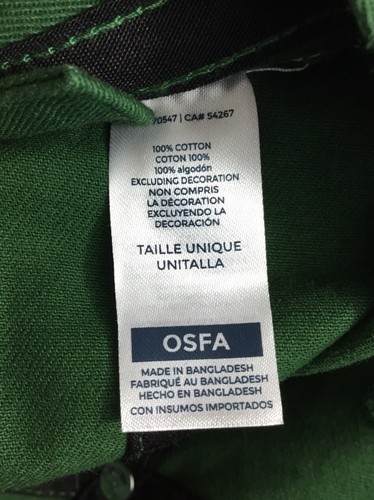 70547 | CA# 54267
100% COTTON
COTON 100%
100% algodón
EXCLUDING DECORATION
NON COMPRIS
LA DÉCORATION
EXCLUYENDO LA
DECORACIÓN
TAILLE UNIQUE
UNITALLA
OSFA
MADE IN BANGLADESH
FABRIQUÉ AU BANGLADESH
HECHO EN BANGLADESH
CON INSUMOS IMPORTADOS